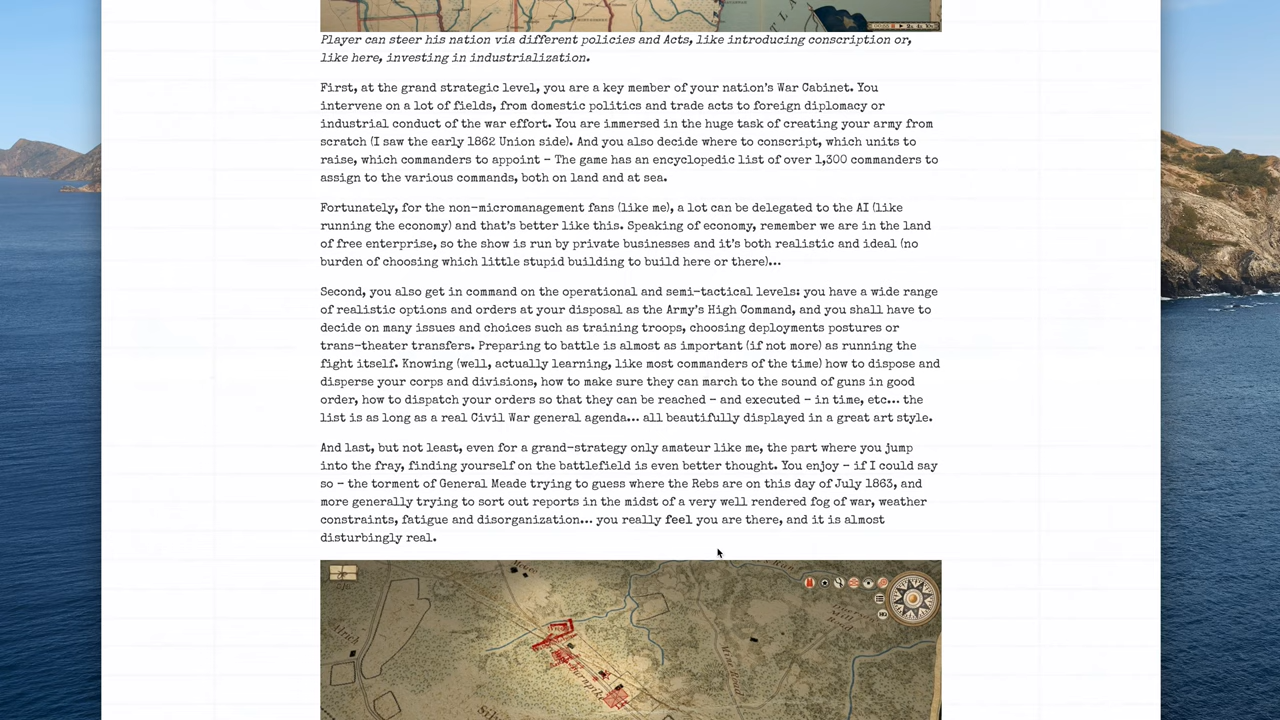 Player can steer his nation via different policies and Acts, like introducing conscription or,
like here, investing in industrialization.
First, at the grand strategic level, you are a key member of your nation's War Cabinet. You
intervene on a lot of fields, from domestic politics and trade acts to foreign diplomacy or
industrial conduct of the war effort. You are immersed in the huge task of creating your army from
scratch (I saw the early 1862 Union side). And you also decide where to conscript, which units to
raise, which commanders to appoint – The game has an encyclopedic list of over 1,300 commanders to
assign to the various commands, both on land and at sea.
Fortunately, for the non-micromanagement fans (like me), a lot can be delegated to the AI (like
running the economy) and that's better like this. Speaking of economy, remember we are in the land
of free enterprise, so the show is run by private businesses and it's both realistic and ideal (no
burden of choosing which little stupid building to build here or there)…
Second, you also get in command on the operational and semi-tactical levels: you have a wide range
of realistic options and orders at your disposal as the Army's High Command, and you shall have to
decide on many issues and choices such as training troops, choosing deployments postures or
trans-theater transfers. Preparing to battle is almost as important (if not more) as running the
fight itself. Knowing (well, actually learning, like most commanders of the time) how to dispose and
disperse your corps and divisions, how to make sure they can march to the sound of guns in good
order, how to dispatch your orders so that they can be reached – and executed – in time, etc… the
list is as long as a real Civil War general agenda… all beautifully displayed in a great art style.
And last, but not least, even for a grand-strategy only amateur like me, the part where you jump
into the fray, finding yourself on the battlefield is even better thought. You enjoy – if I could say
so – the torment of General Meade trying to guess where the Rebs are on this day of July 1863, and
more generally trying to sort out reports in the midst of a very well rendered fog of war, weather
constraints, fatigue and disorganization… you really feel you are there, and it is almost
disturbingly real.